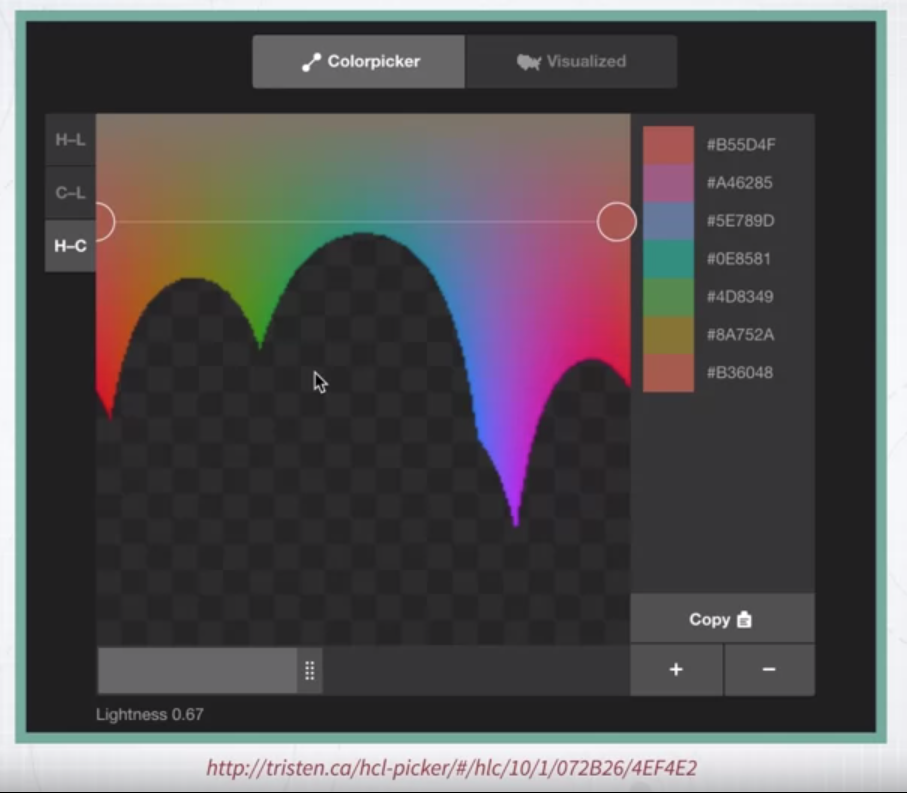 Colorpicker
Visualized
H–L
C–L
H–C
#B55D4F
#A46285
#5E789D
#0E8581
#4D8349
#8A752A
#B36048
Copy
+
−
Lightness 0.67
http://tristen.ca/hcl-picker/#/hlc/10/1/072B26/4EF4E2